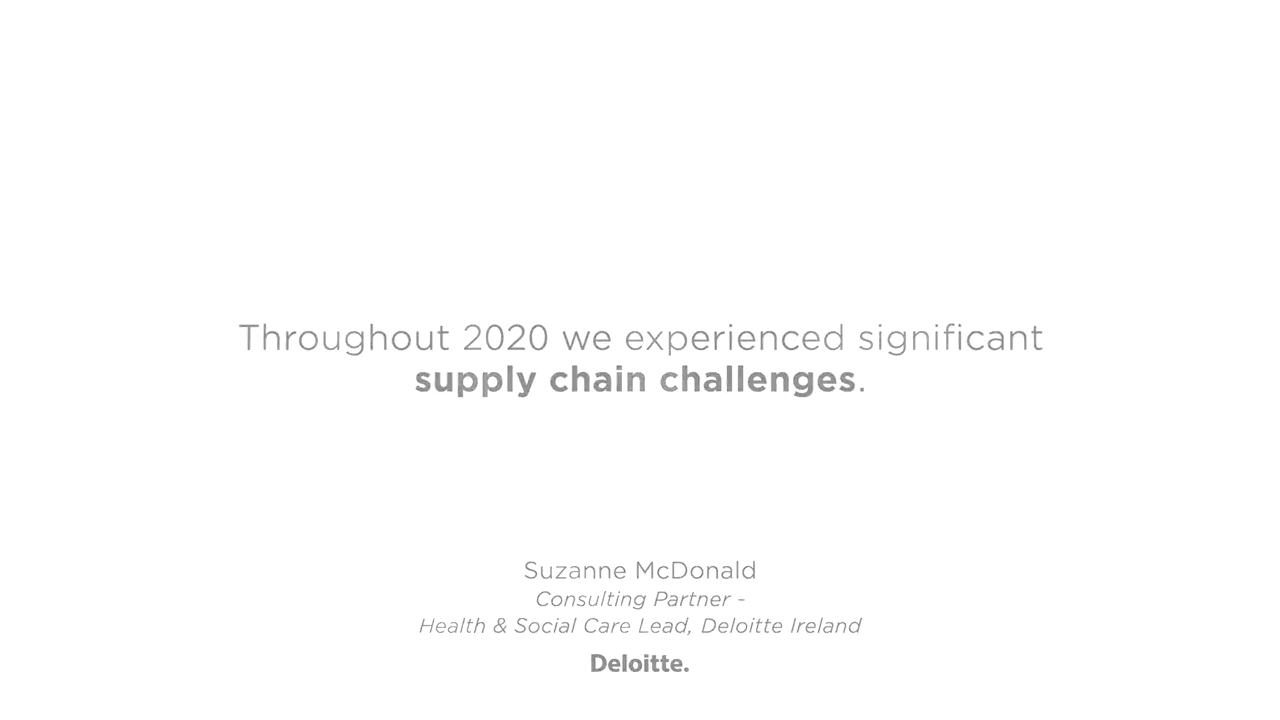 Throughout 2020 we experienced significant
supply chain challenges.
Suzanne McDonald
Consulting Partner -
Health & Social Care Lead, Deloitte Ireland
Deloitte.